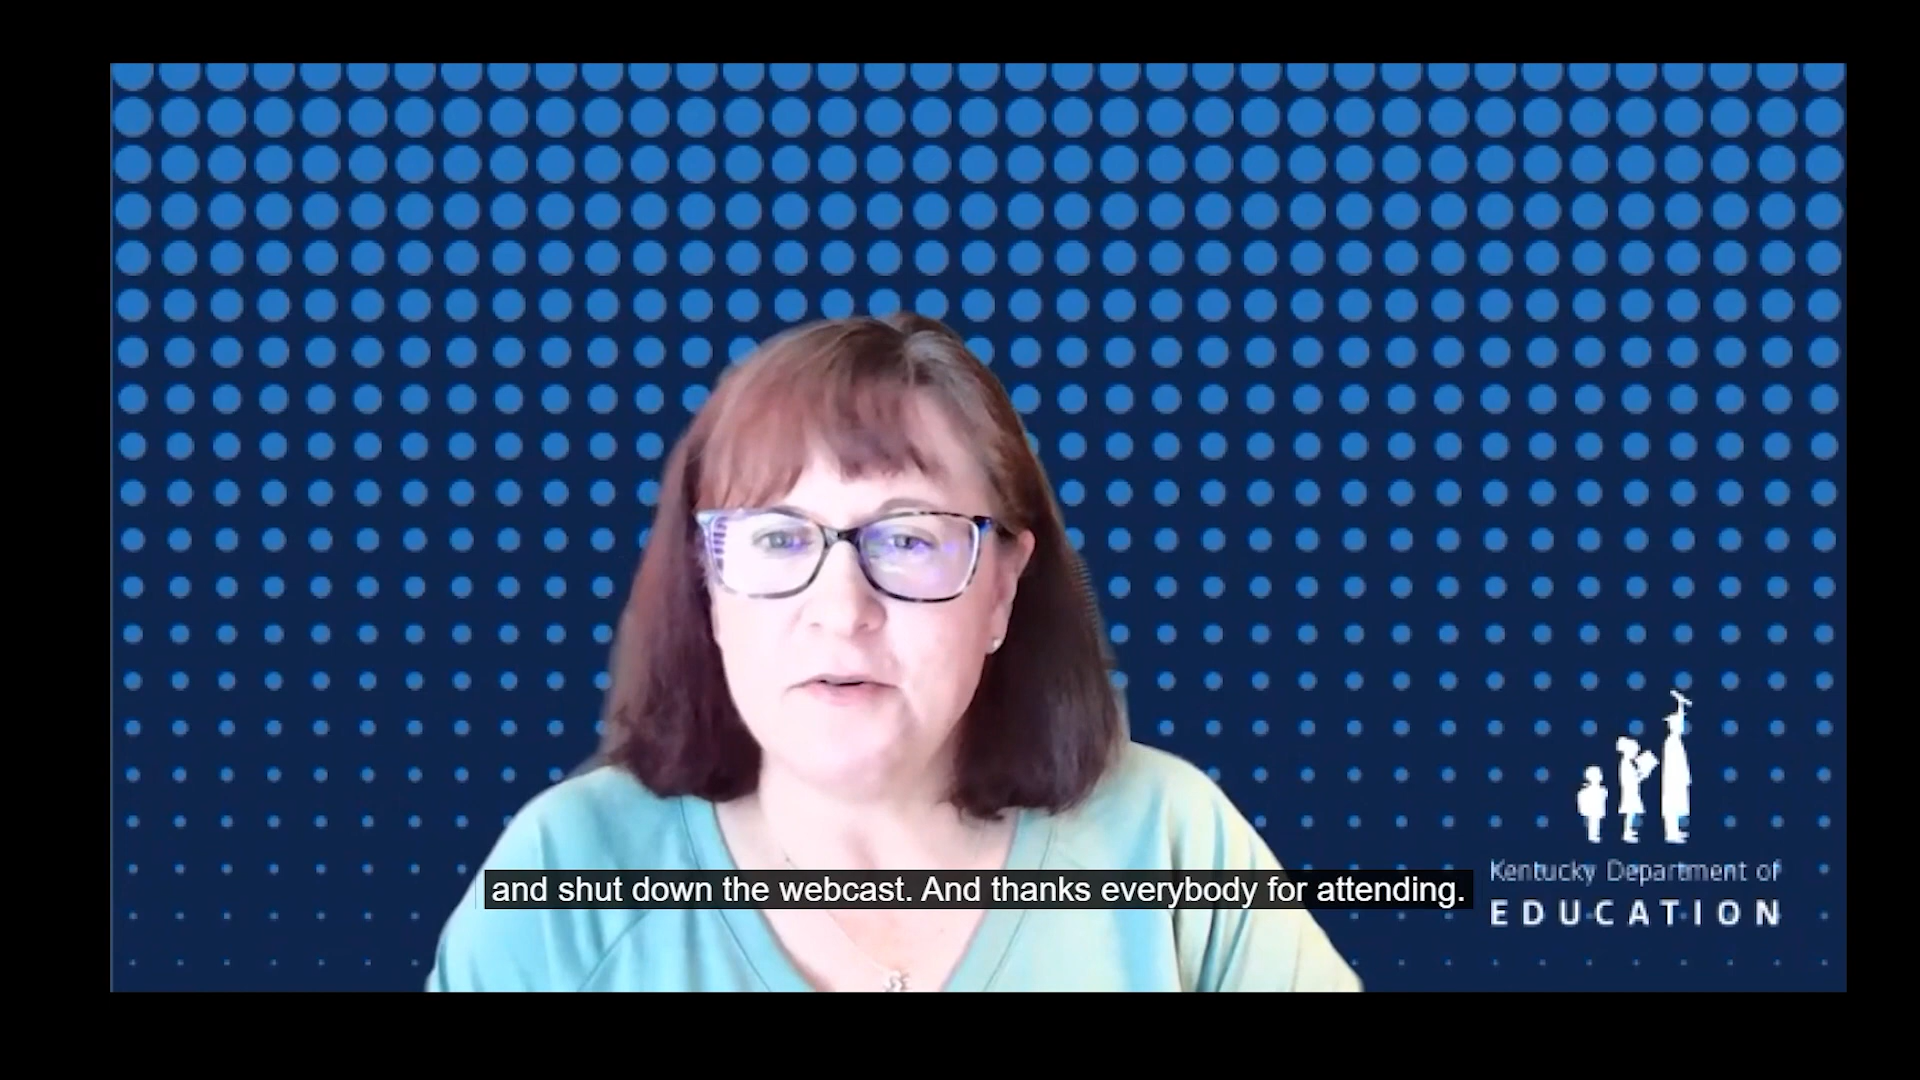 and shut down the webcast. And thanks everybody for attending.
Kentucky Department of
EDUCATION